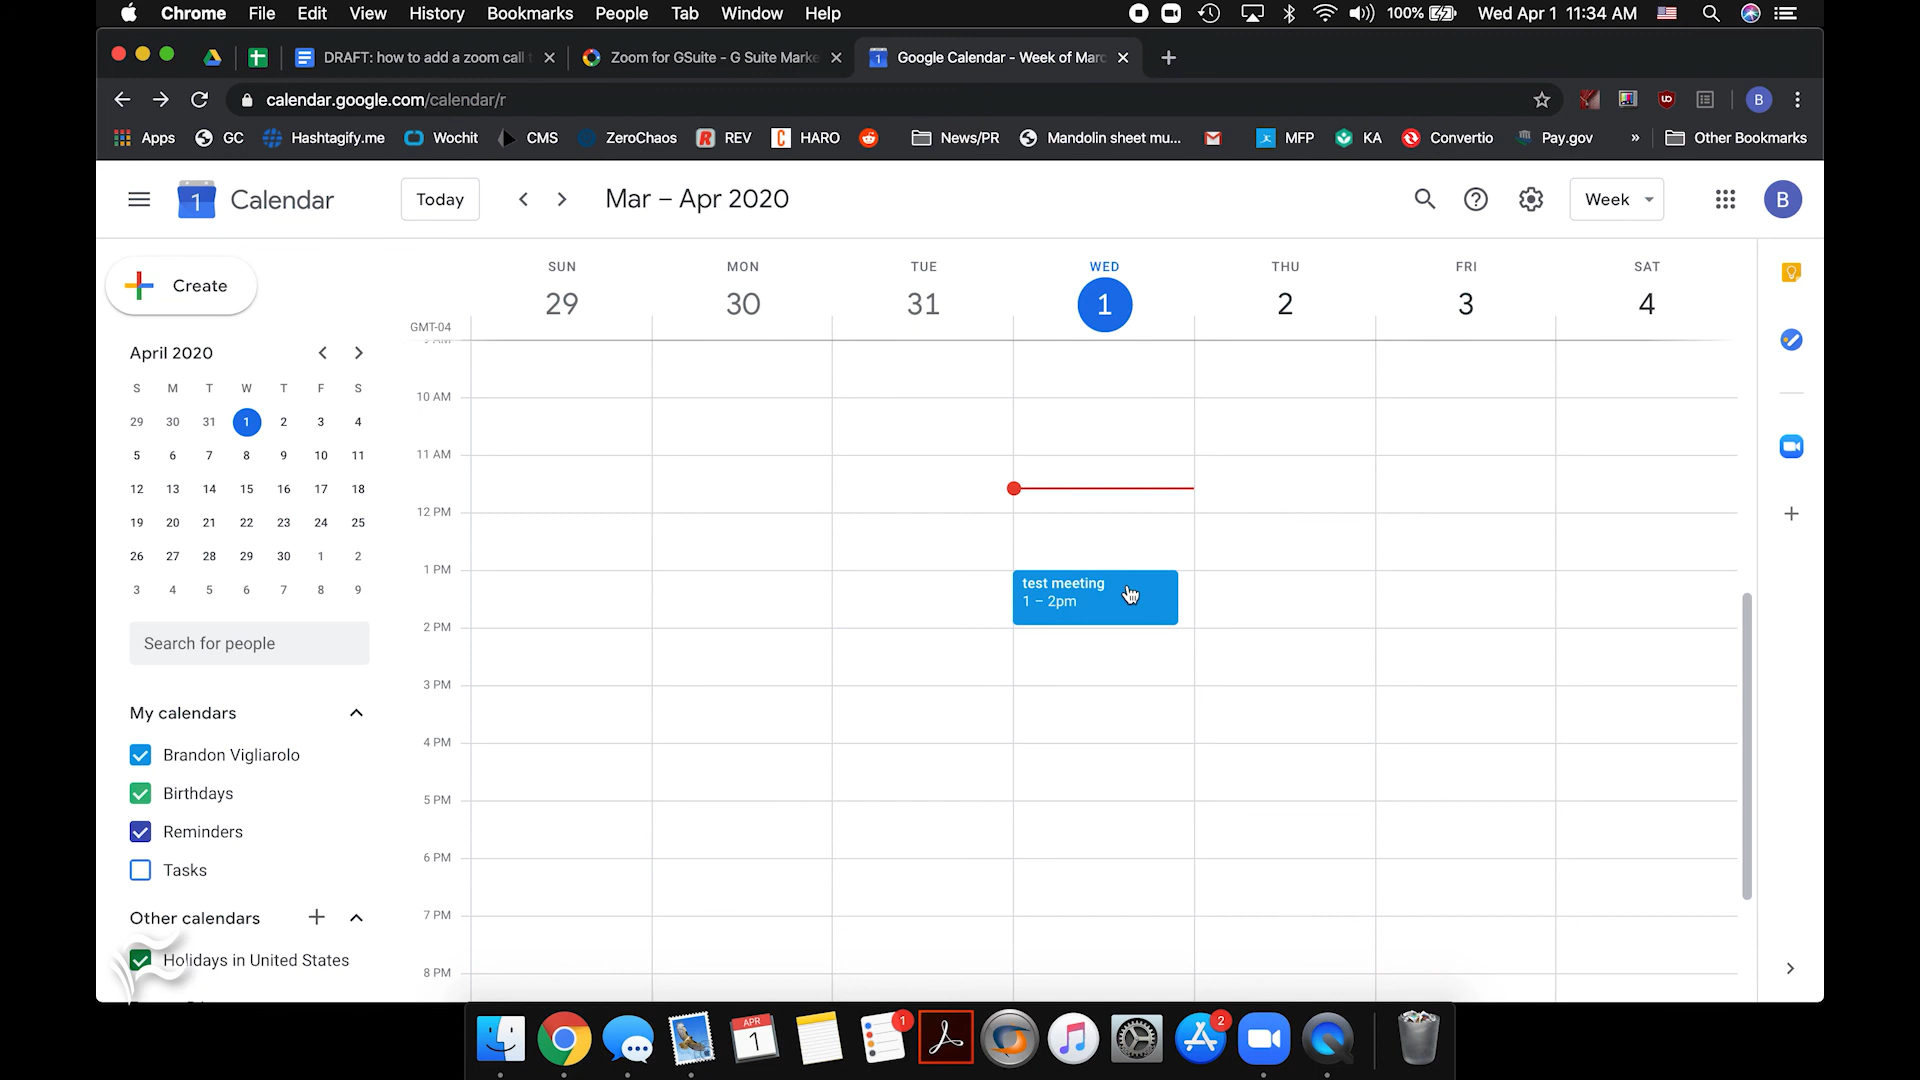 Chrome File Edit View History Bookmarks People Tab Window Help 100% Wed Apr 1 11:34 AM
DRAFT: how to add a zoom call Zoom for GSuite - G Suite Marke Google Calendar - Week of Marc
calendar.google.com/calendar/r B
Apps GC Hashtagify.me Wochit CMS ZeroChaos REV HARO News/PR Mandolin sheet mu... MFP KA Convertio Pay.gov » Other Bookmarks
1 Calendar Today Mar – Apr 2020 Week B
Create
SUN MON TUE WED THU FRI SAT
29 30 31 1 2 3 4
GMT-04
April 2020
S M T W T F S
29 30 31 1 2 3 4
5 6 7 8 9 10 11
12 13 14 15 16 17 18
19 20 21 22 23 24 25
26 27 28 29 30 1 2
3 4 5 6 7 8 9
Search for people
My calendars
Brandon Vigliarolo
Birthdays
Reminders
Tasks
Other calendars
Holidays in United States
10 AM
11 AM
12 PM
1 PM
test meeting
1 – 2pm
2 PM
3 PM
4 PM
5 PM
6 PM
7 PM
8 PM
APR
1
1
2